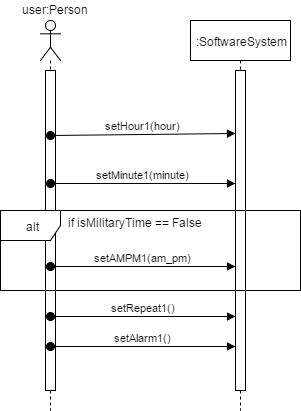 user:Person
:SoftwareSystem
setHour1(hour)
setMinute1(minute)
alt
if isMilitaryTime == False
setAMPM1(am_pm)
setRepeat1()
setAlarm1()